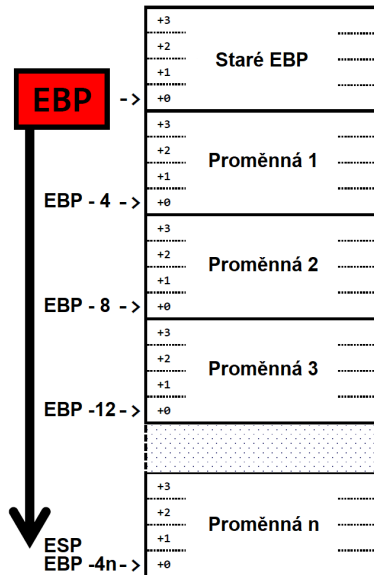 +3
+2
Staré EBP
+1
EBP - > +0
+3
+2
Proměnná 1
+1
EBP - 4 - > +0
+3
+2
Proměnná 2
+1
EBP - 8 - > +0
+3
+2
Proměnná 3
+1
EBP -12 - > +0
+3
+2
Proměnná n
+1
ESP
EBP -4n - > +0